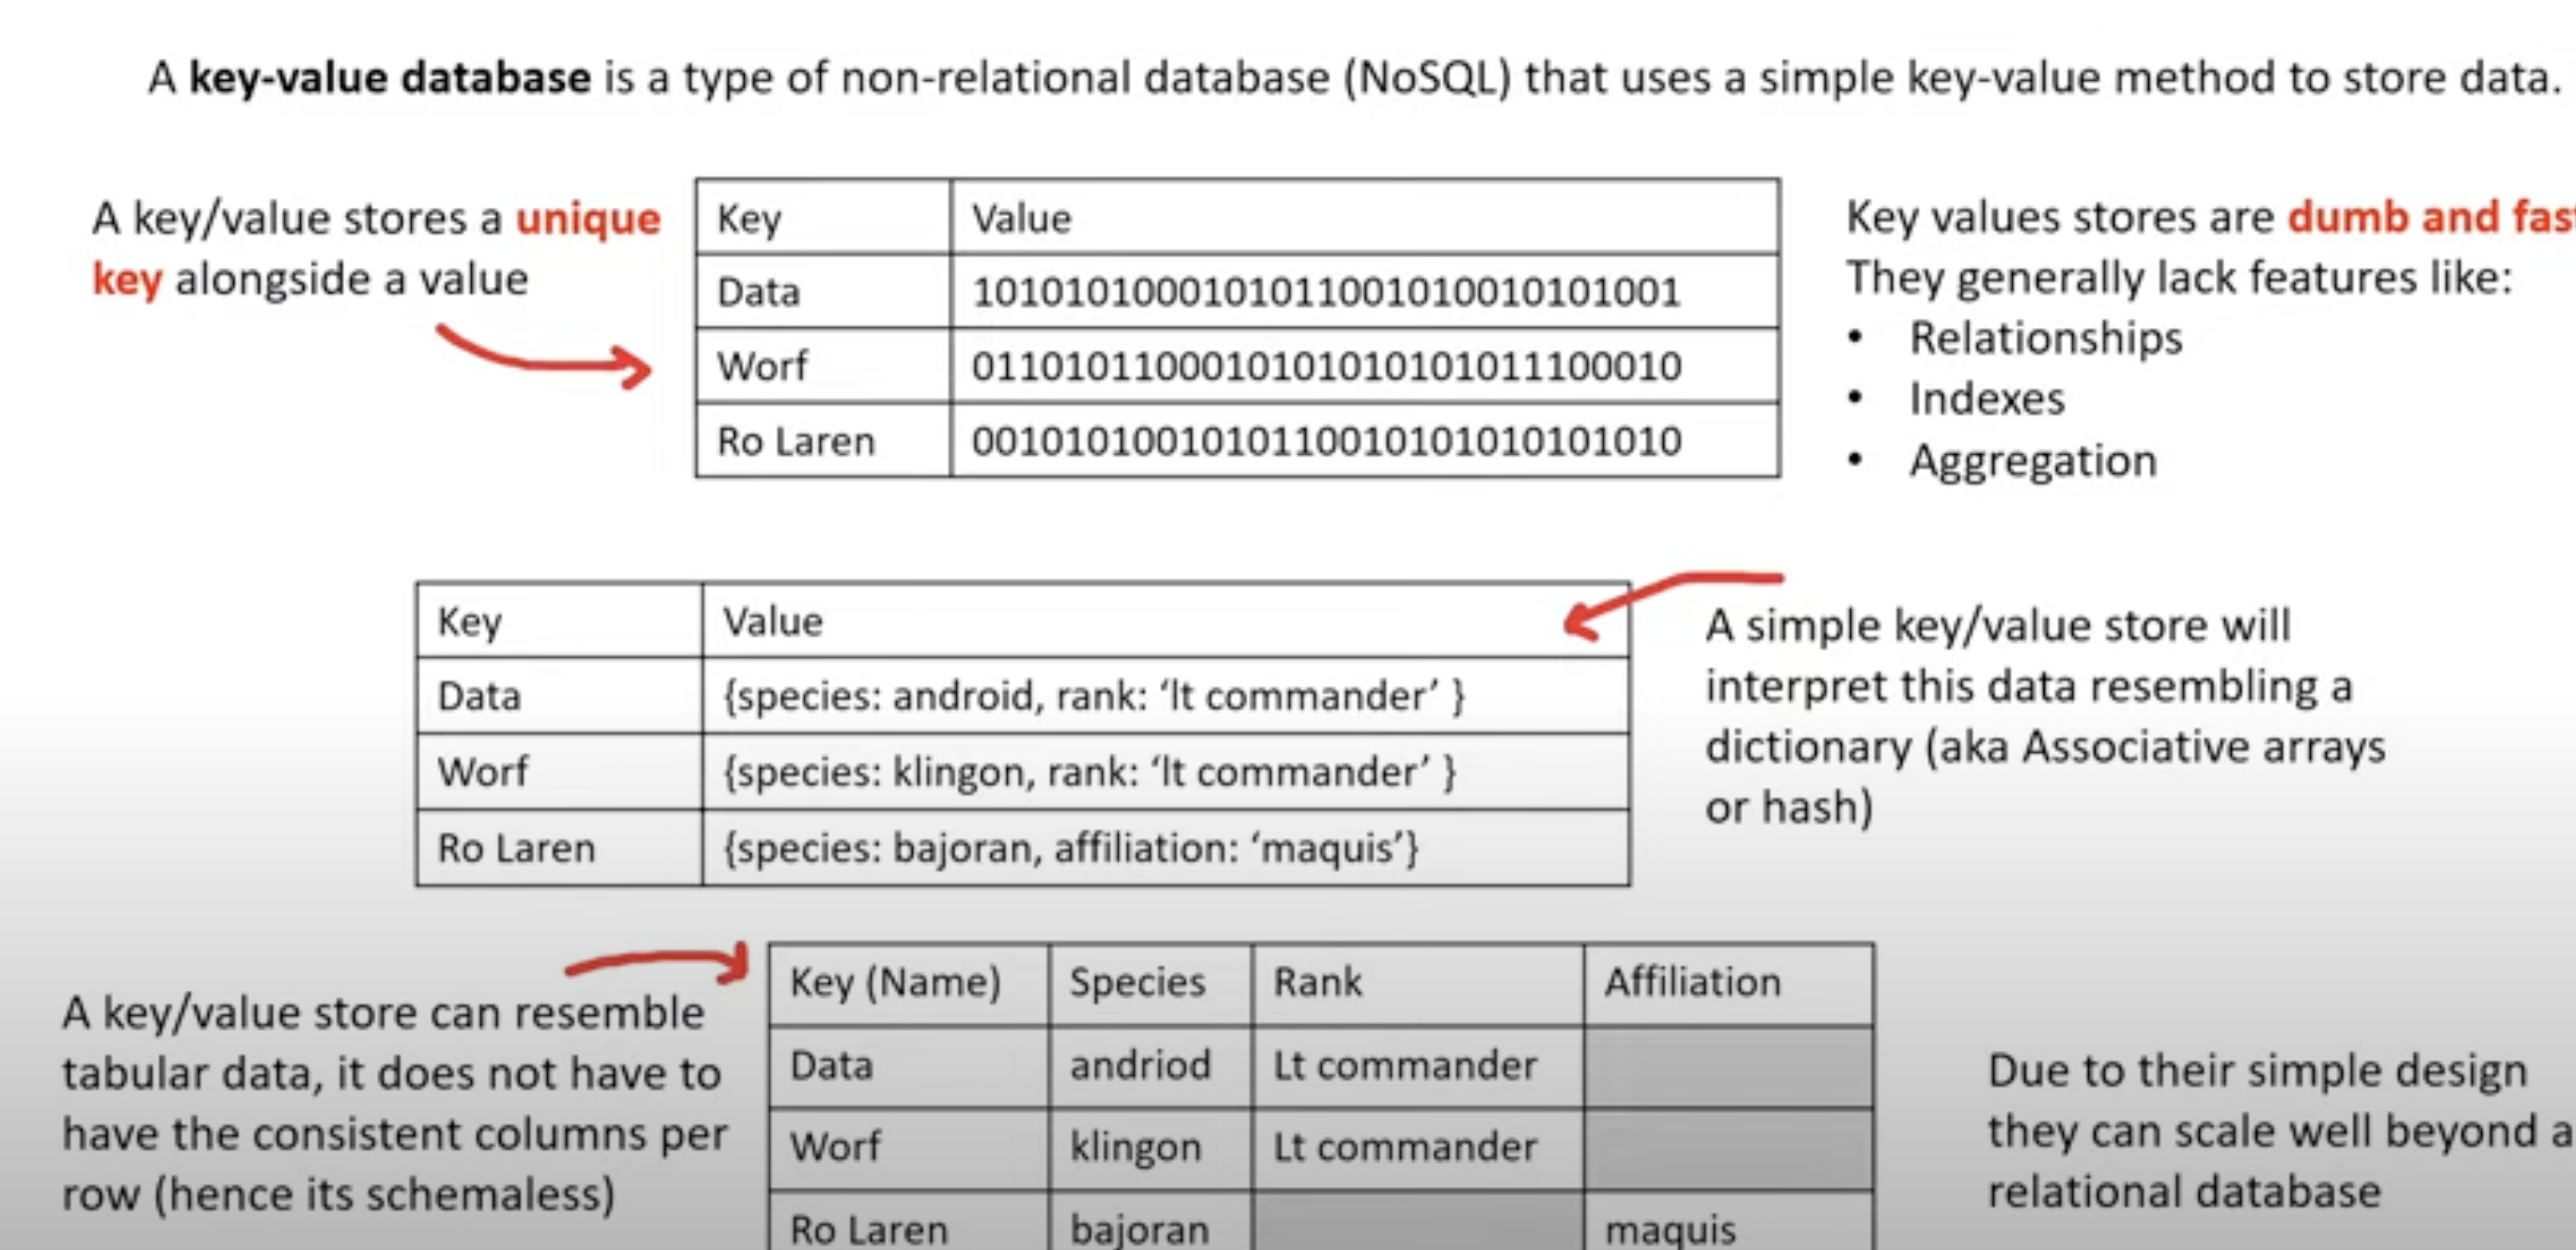 A key-value database is a type of non-relational database (NoSQL) that uses a simple key-value method to store data.
A key/value stores a unique
key alongside a value
Key Value
Data 1010101000101011001010010101001
Worf 0110101100010101010101011100010
Ro Laren 0010101001010110010101010101010
Key values stores are dumb and fast
They generally lack features like:
• Relationships
• Indexes
• Aggregation
Key Value
Data {species: android, rank: ‘lt commander’ }
Worf {species: klingon, rank: ‘lt commander’ }
Ro Laren {species: bajoran, affiliation: ‘maquis’}
A simple key/value store will
interpret this data resembling a
dictionary (aka Associative arrays
or hash)
A key/value store can resemble
tabular data, it does not have to
have the consistent columns per
row (hence its schemaless)
Key (Name) Species Rank Affiliation
Data andriod Lt commander
Worf klingon Lt commander
Ro Laren bajoran maquis
Due to their simple design
they can scale well beyond a
relational database